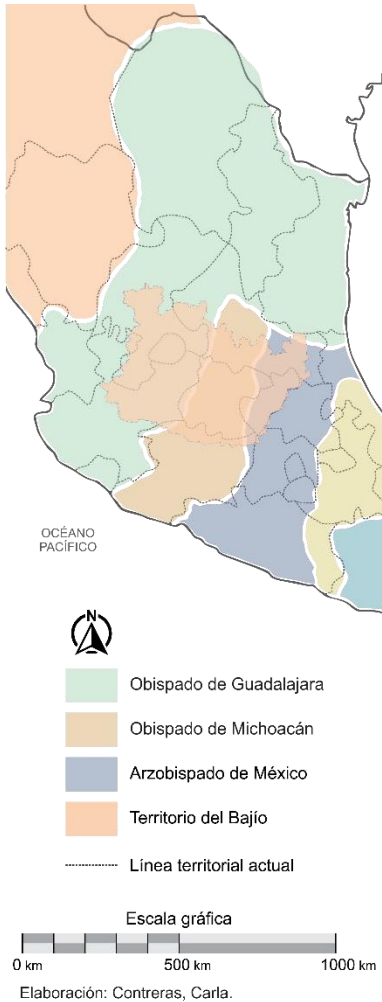 OCÉANO
PACÍFICO
N
Obispado de Guadalajara
Obispado de Michoacán
Arzobispado de México
Territorio del Bajío
Línea territorial actual
Escala gráfica
0 km 500 km 1000 km
Elaboración: Contreras, Carla.